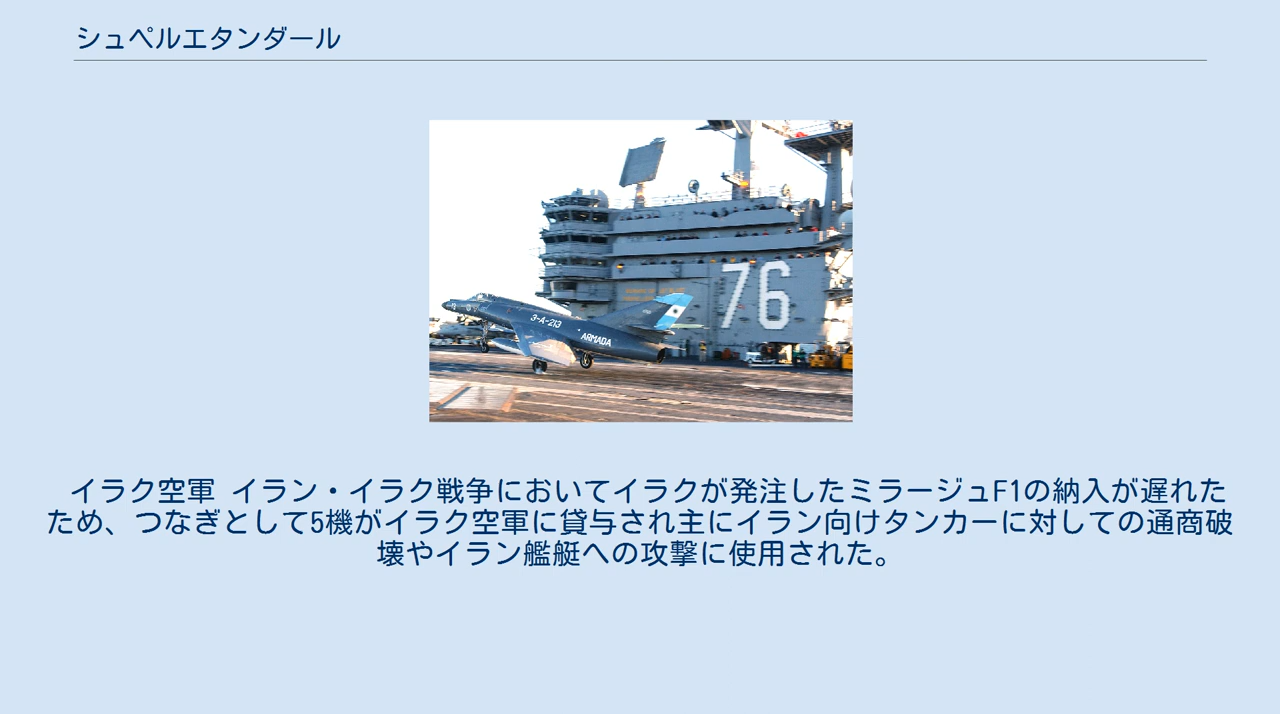 シュペルエタンダール
76
3-A-213
ARMADA
イラク空軍 イラン・イラク戦争においてイラクが発注したミラージュF1の納入が遅れた
ため、つなぎとして5機がイラク空軍に貸与され主にイラン向けタンカーに対しての通商破
壊やイラン艦艇への攻撃に使用された。